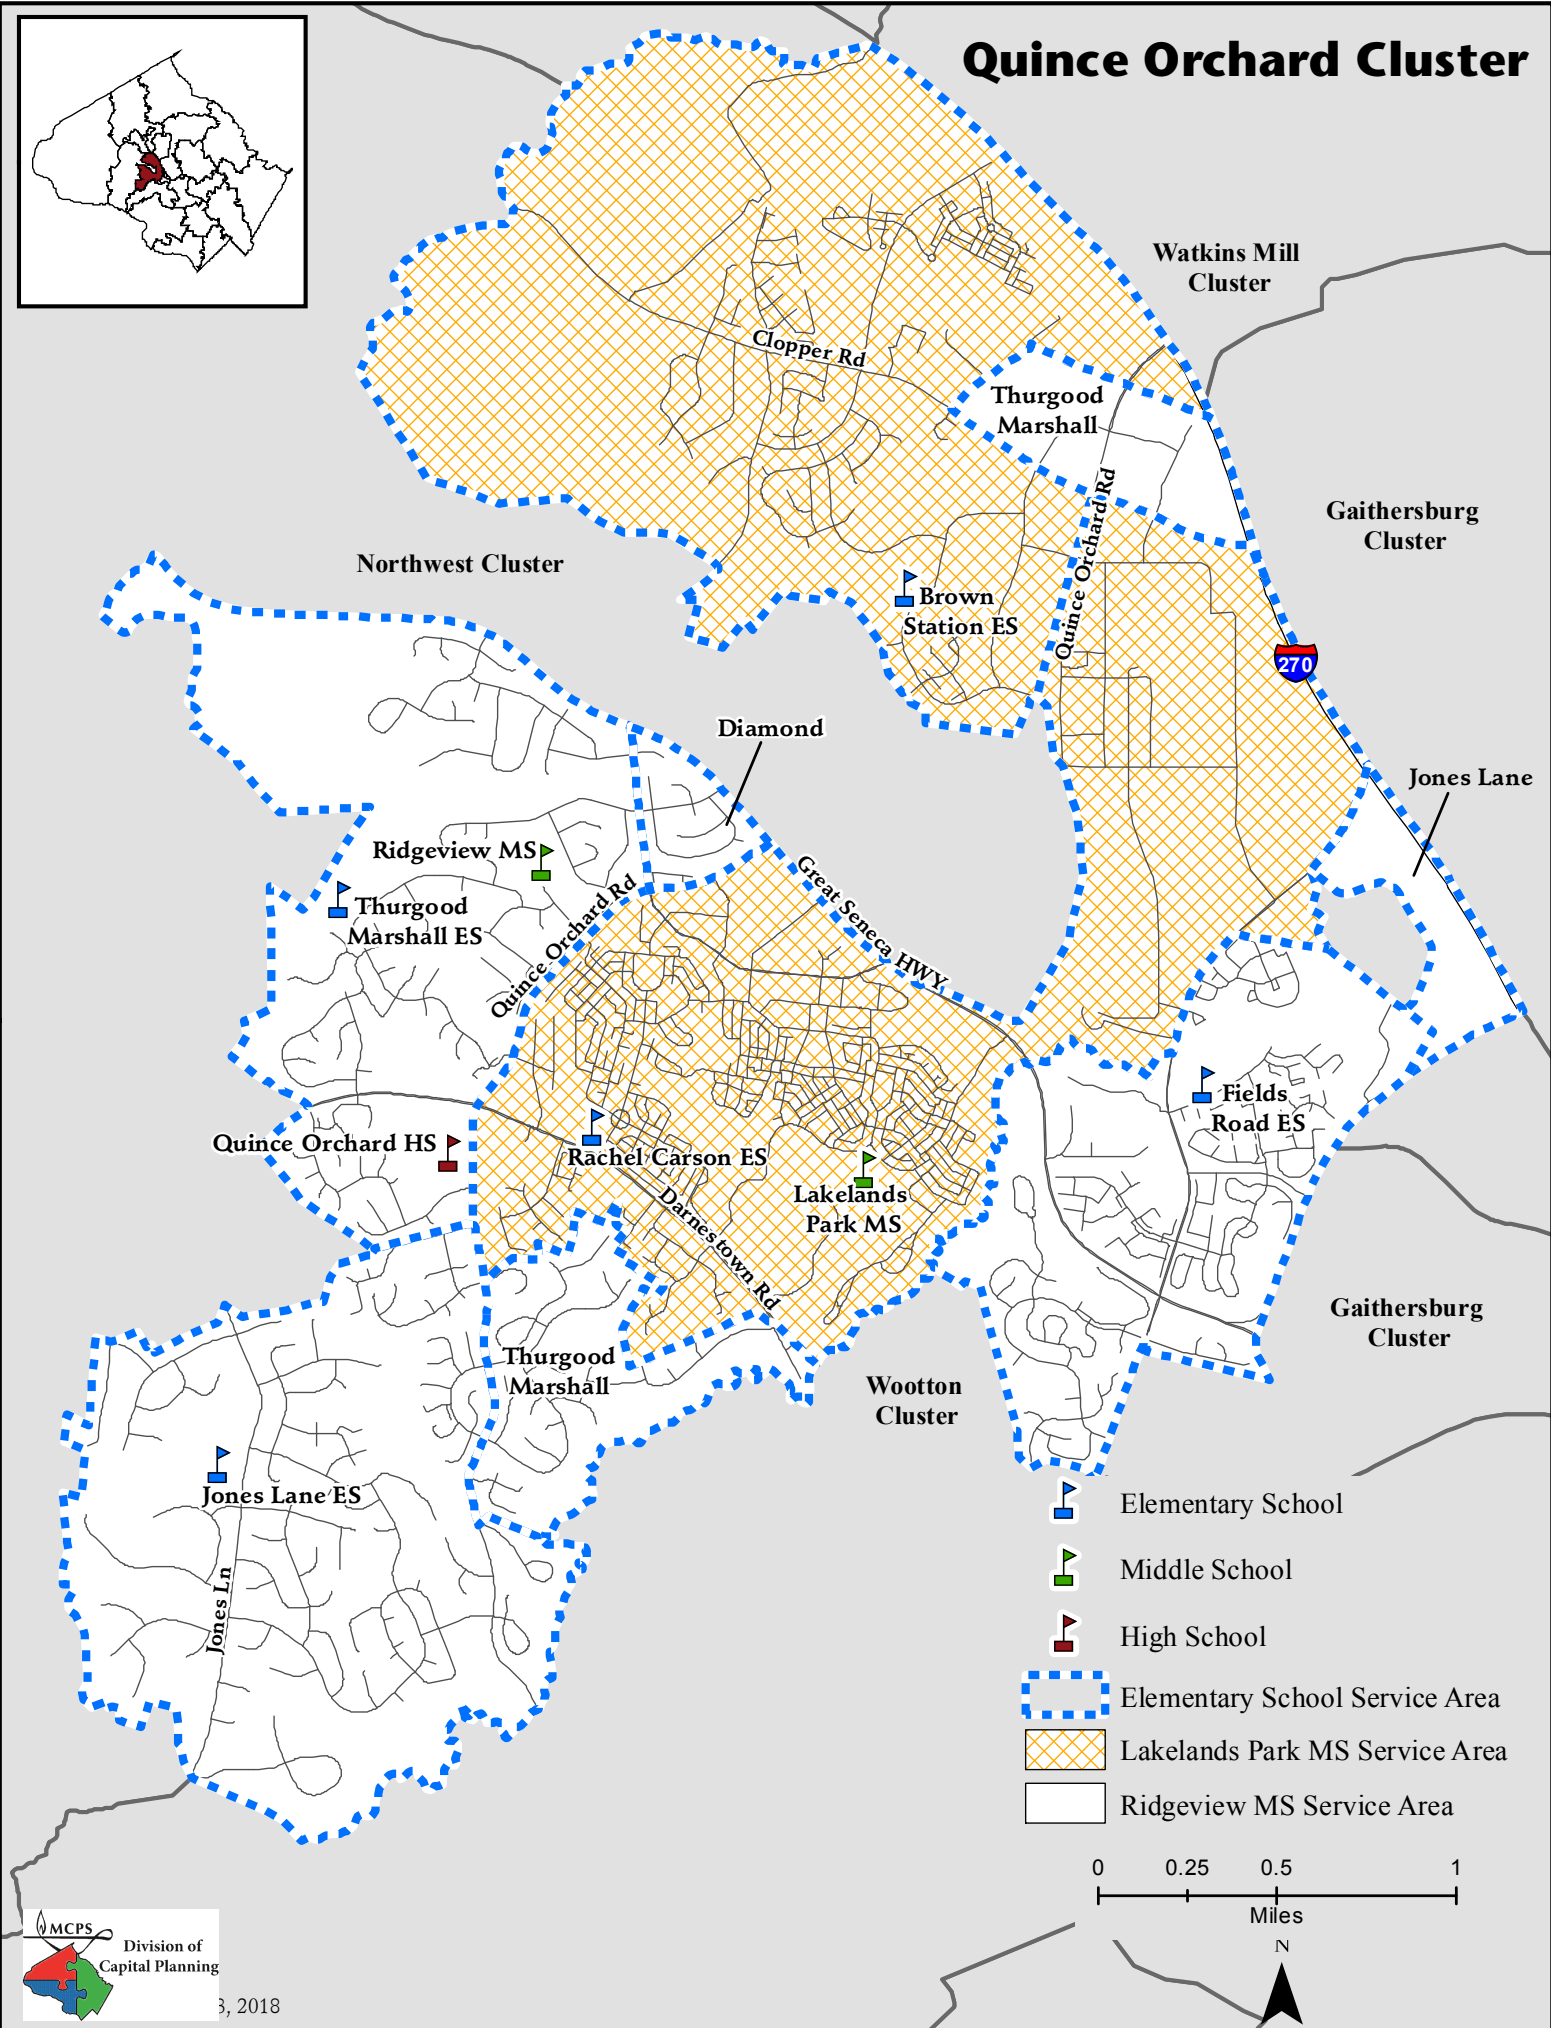 Quince Orchard Cluster
Watkins Mill
Cluster
Clopper Rd
Thurgood
Marshall
Quince Orchard Rd
Gaithersburg
Cluster
Northwest Cluster
Brown
Station ES
270
Diamond
Jones Lane
Ridgeview MS
Great Seneca HWY
Thurgood
Marshall ES
Quince Orchard Rd
Fields
Road ES
Quince Orchard HS
Rachel Carson ES
Lakelands
Park MS
Darnestown Rd
Gaithersburg
Cluster
Thurgood
Marshall
Wootton
Cluster
Jones Lane ES
Jones Ln
Elementary School
Middle School
High School
Elementary School Service Area
Lakelands Park MS Service Area
Ridgeview MS Service Area
0 0.25 0.5 1
Miles
N
MCPS
Division of
Capital Planning
3, 2018